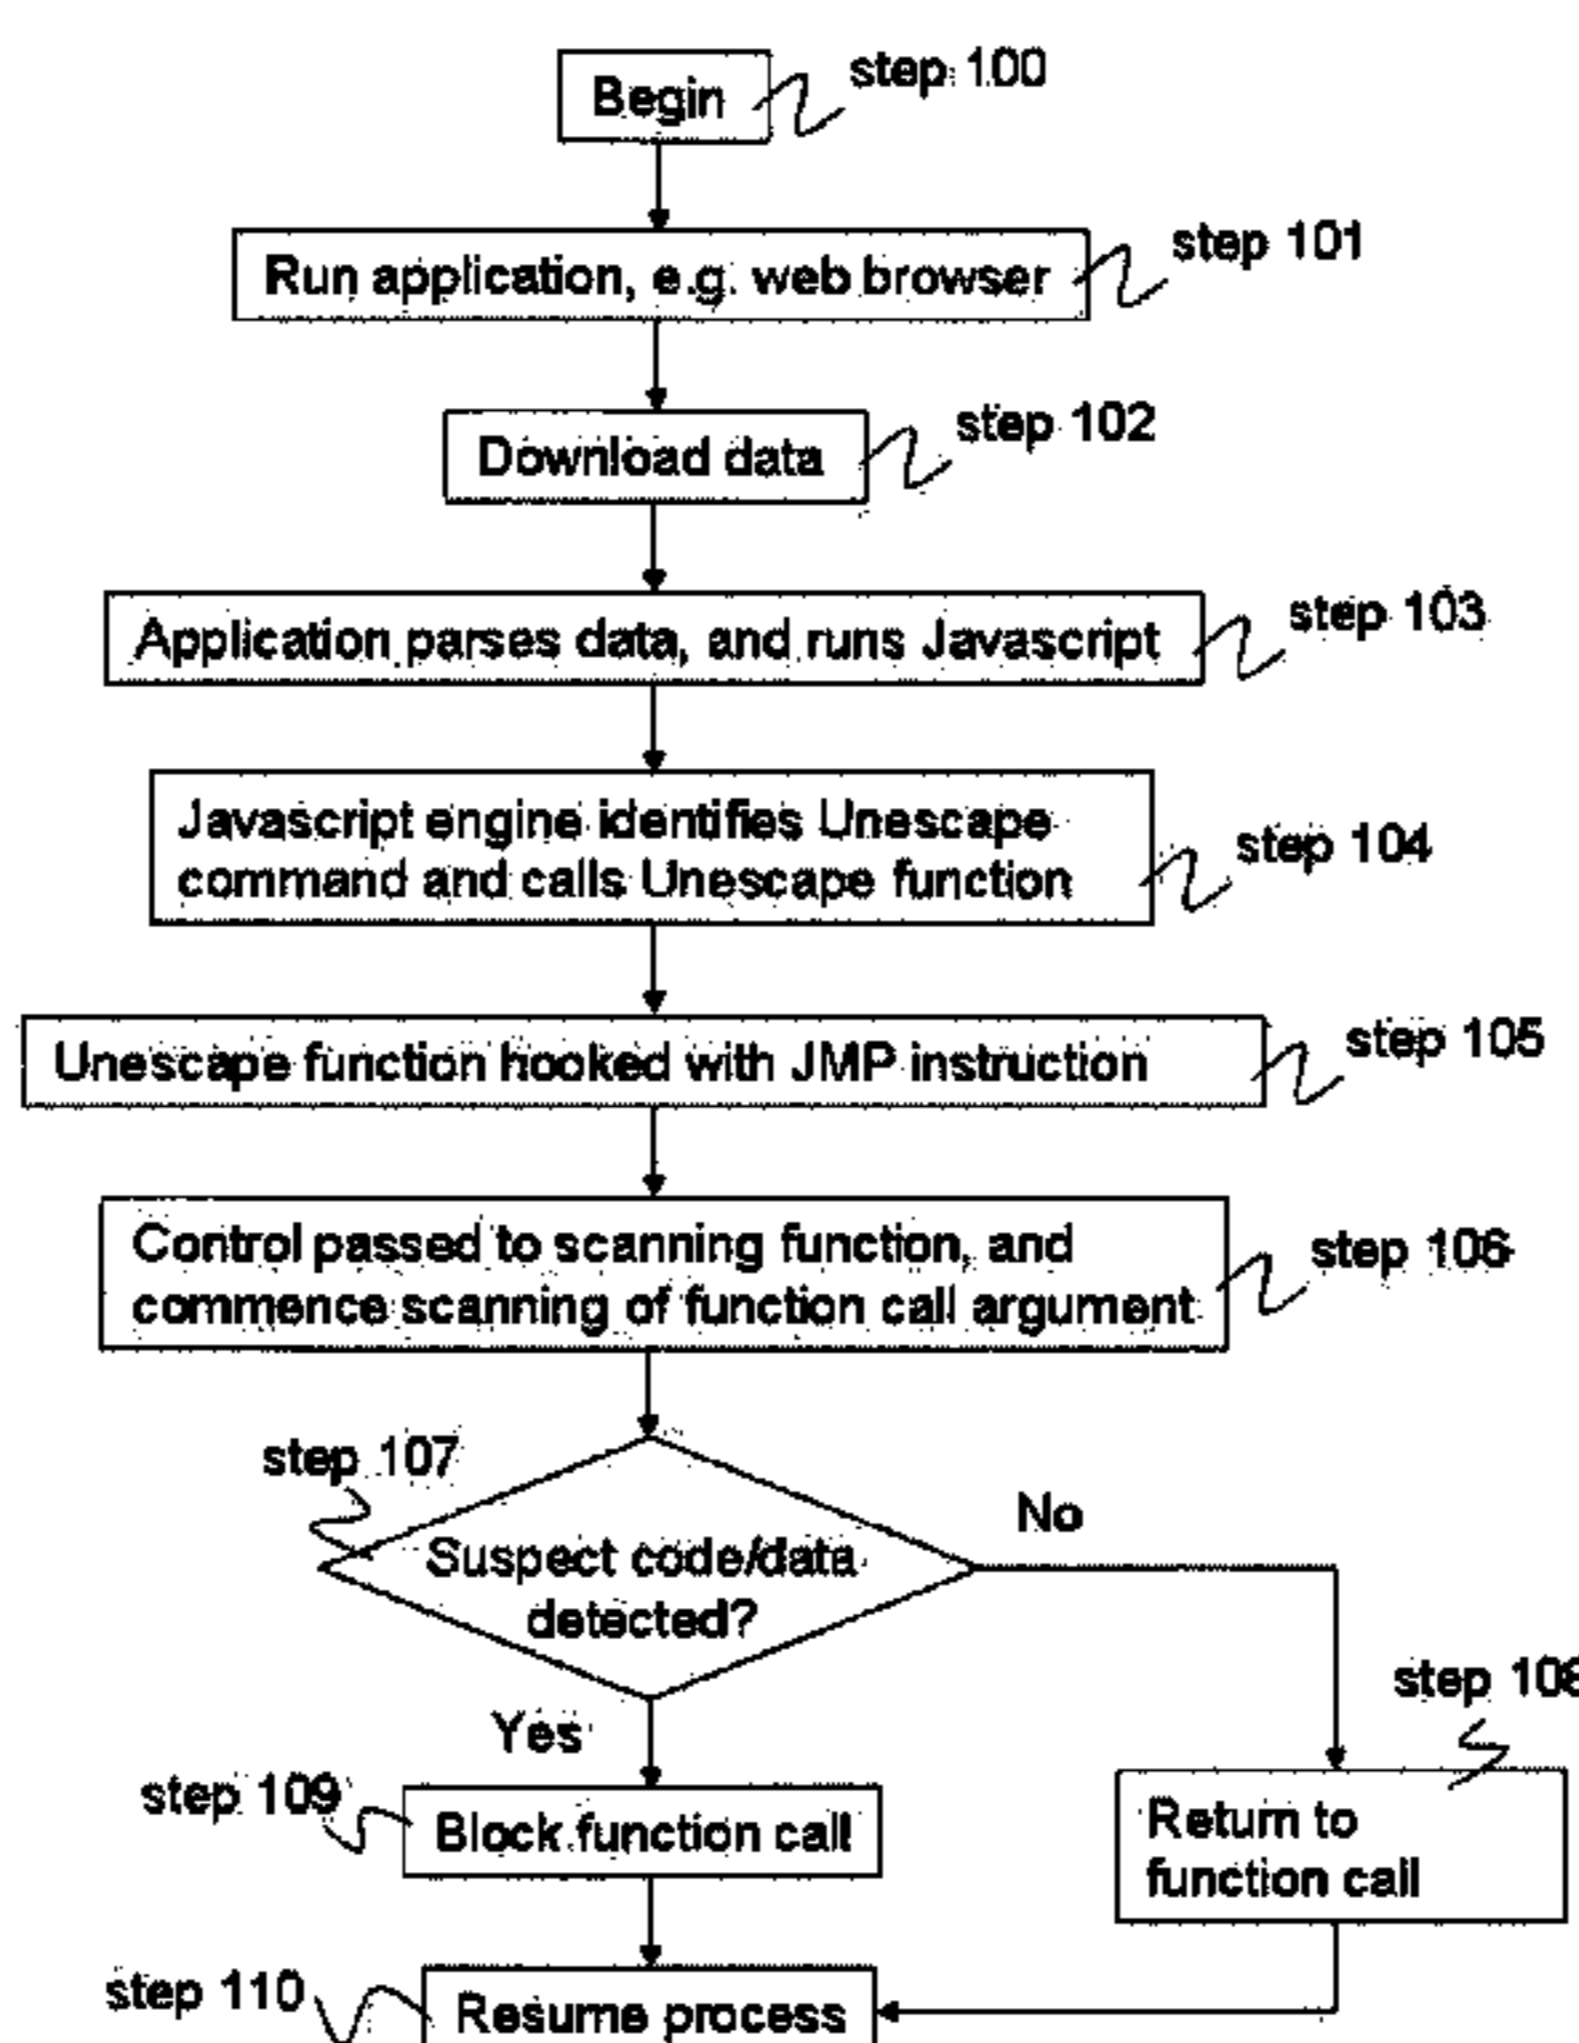 Begin
step 100
Run application, e.g. web browser
step 101
Download data
step 102
Application parses data, and runs Javascript
step 103
Javascript engine identifies Unescape
command and calls Unescape function
step 104
Unescape function hooked with JMP instruction
step 105
Control passed to scanning function, and
commence scanning of function call argument
step 106
step 107
Suspect code/data
detected?
No
Yes
step 108
Return to
function call
step 109
Block function call
step 110
Resume process